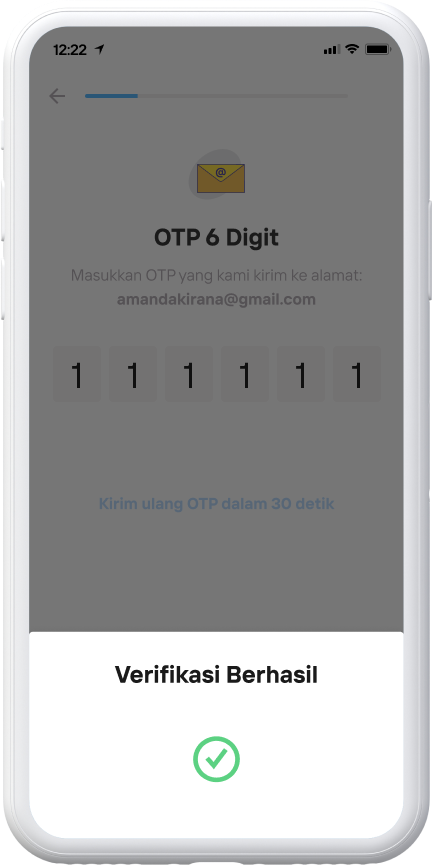 12:22
@
OTP 6 Digit
Masukkan OTP yang kami kirim ke alamat:
amandakirana@gmail.com
1 1 1 1 1 1
Kirim ulang OTP dalam 30 detik
Verifikasi Berhasil